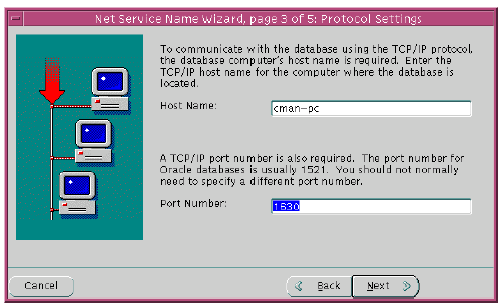 Net Service Name Wizard, page 3 of 5: Protocol Settings
To communicate with the database using the TCP/IP protocol,
the database computer's host name is required. Enter the
TCP/IP host name for the computer where the database is
located.
Host Name:
cman-pc
A TCP/IP port number is also required. The port number for
Oracle databases is usually 1521. You should not normally
need to specify a different port number.
Port Number:
1630
Cancel
Back
Next